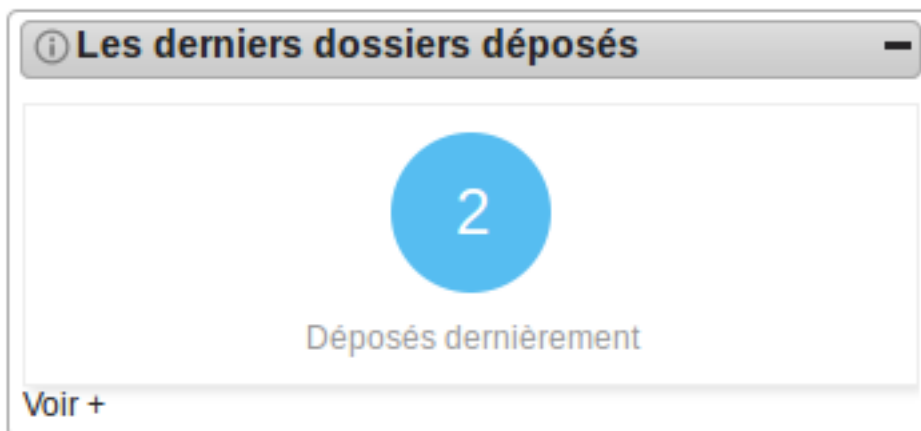 Les derniers dossiers déposés
2
Déposés dernièrement
Voir +